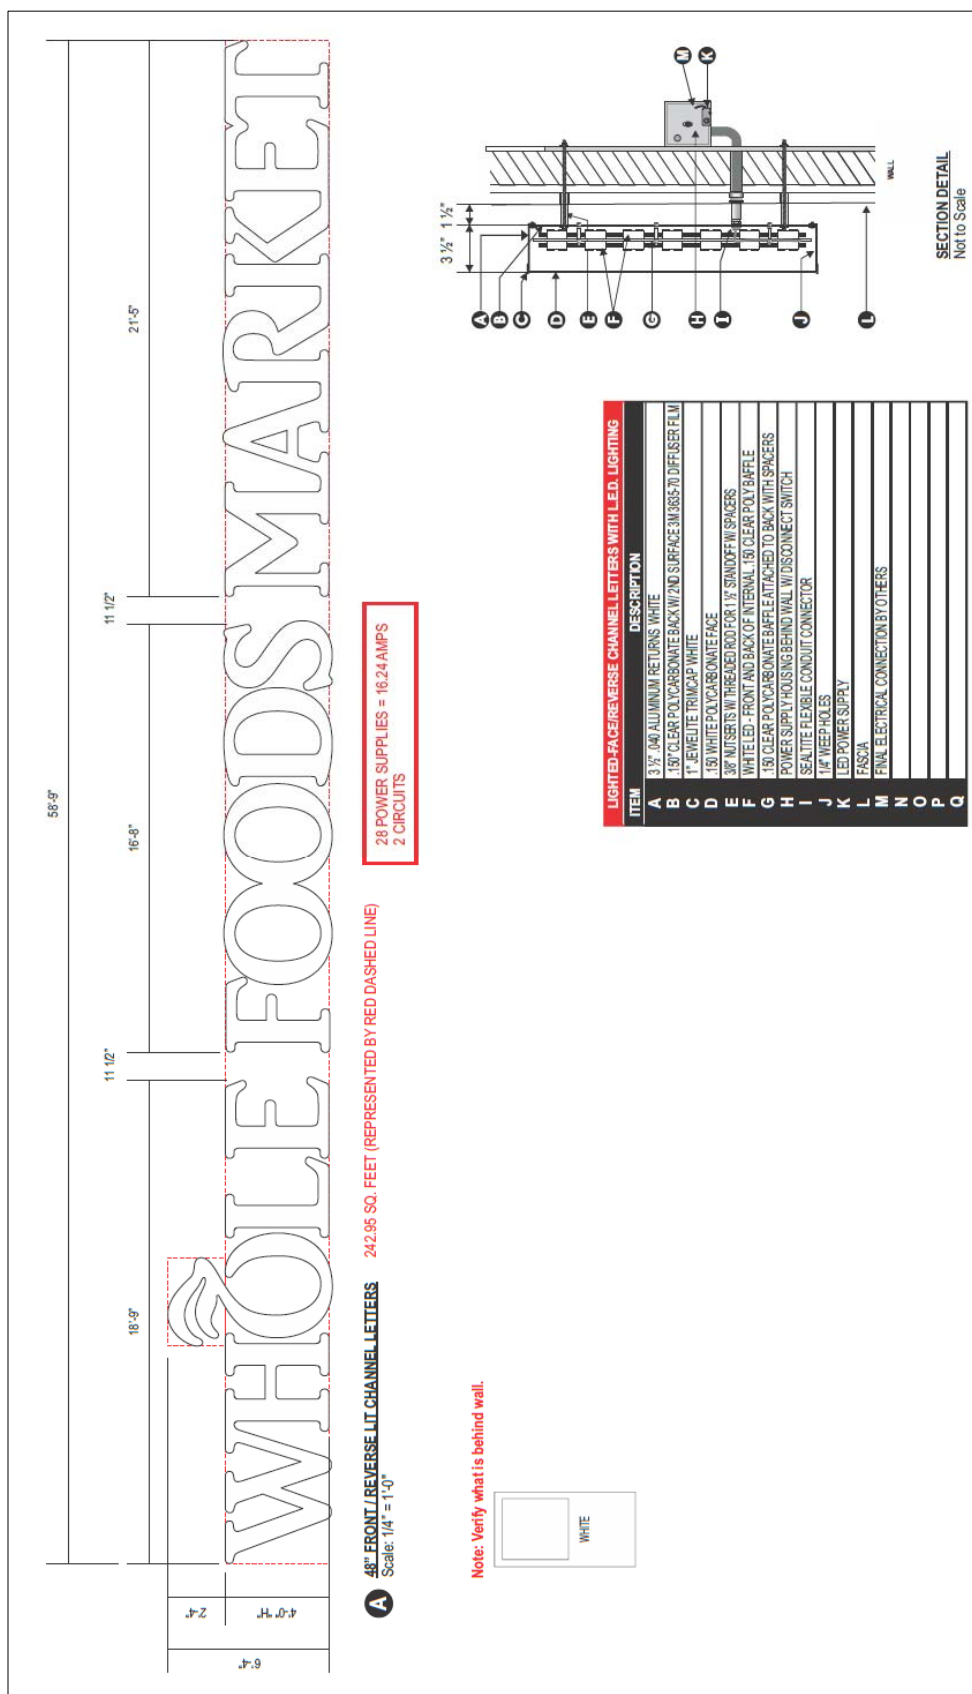 58'-9"
18'-9"
11 1/2"
16'-8"
11 1/2"
21'-5"
2'-4"
4'-0" "H"
6'-4"
WHOLE FOODS MARKET
A
48" FRONT / REVERSE LIT CHANNEL LETTERS
Scale: 1/4" = 1'-0"
242.95 SQ. FEET (REPRESENTED BY RED DASHED LINE)
28 POWER SUPPLIES = 16.24 AMPS
2 CIRCUITS
Note: Verify what is behind wall.
WHITE
LIGHTED-FACE/REVERSE CHANNEL LETTERS WITH L.E.D. LIGHTING
ITEM DESCRIPTION
A 3 ½" .040 ALUMINUM RETURNS WHITE
B .150" CLEAR POLYCARBONATE BACK W/ 2ND SURFACE 3M 3635-70 DIFFUSER FILM
C 1" JEWELITE TRIMCAP WHITE
D .150 WHITE POLYCARBONATE FACE
E 3/8" NUTSERTS W/ THREADED ROD FOR 1 ½" STANDOFF W/ SPACERS
F WHITE LED - FRONT AND BACK OF INTERNAL .150 CLEAR POLY BAFFLE
G .150 CLEAR POLYCARBONATE BAFFLE ATTACHED TO BACK WITH SPACERS
H POWER SUPPLY HOUSING BEHIND WALL W/ DISCONNECT SWITCH
I SEALTITE FLEXIBLE CONDUIT CONNECTOR
J 1/4" WEEP HOLES
K LED POWER SUPPLY
L FASCIA
M FINAL ELECTRICAL CONNECTION BY OTHERS
N
O
P
Q
3 ½" 1 ½"
M
K
A
B
C
D
E
F
G
H
I
J
L
WALL
SECTION DETAIL
Not to Scale